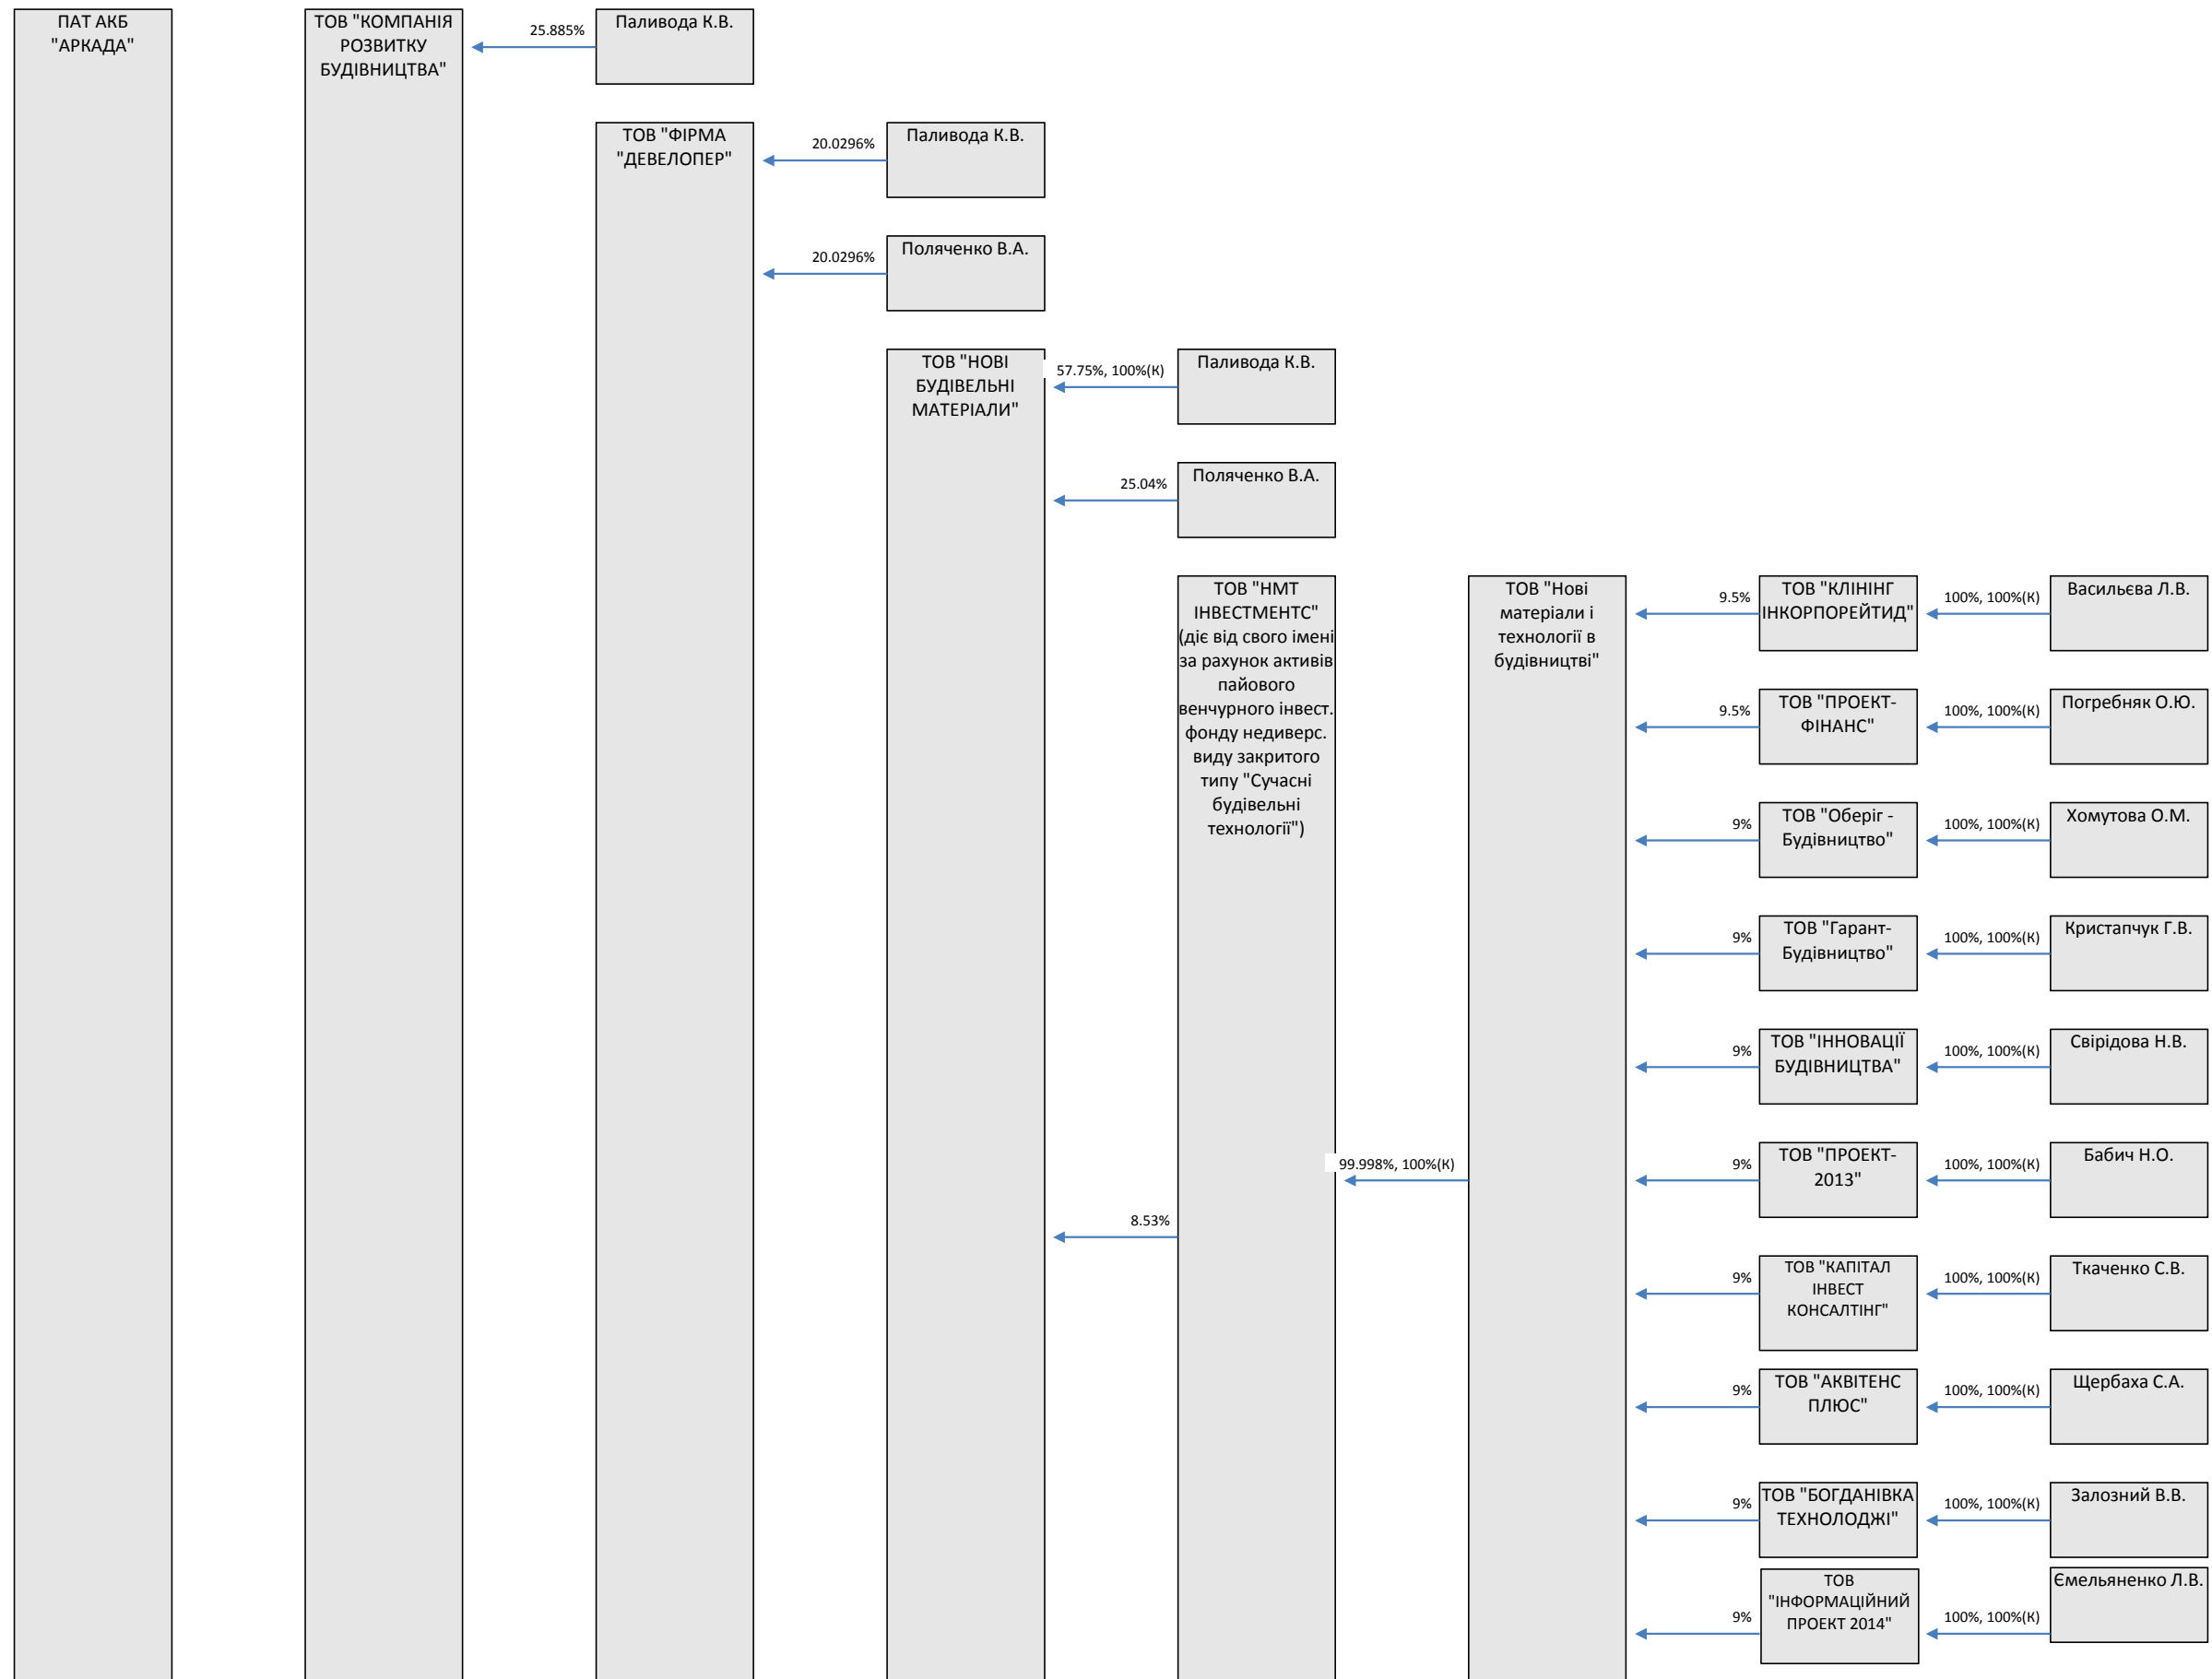 ПАТ АКБ
"АРКАДА"
ТОВ "КОМПАНІЯ
РОЗВИТКУ
БУДІВНИЦТВА"
25.885%
Паливода К.В.
ТОВ "ФІРМА
"ДЕВЕЛОПЕР"
20.0296%
Паливода К.В.
20.0296%
Поляченко В.А.
ТОВ "НОВІ
БУДІВЕЛЬНІ
МАТЕРІАЛИ"
57.75%, 100%(К)
Паливода К.В.
25.04%
Поляченко В.А.
ТОВ "НМТ
ІНВЕСТМЕНТС"
(діє від свого імені
за рахунок активів
пайового
венчурного інвест.
фонду недиверс.
виду закритого
типу "Сучасні
будівельні
технології")
8.53%
99.998%, 100%(К)
ТОВ "Нові
матеріали і
технології в
будівництві"
9.5%
ТОВ "КЛІНІНГ
ІНКОРПОРЕЙТИД"
100%, 100%(К)
Васильєва Л.В.
9.5%
ТОВ "ПРОЕКТ-
ФІНАНС"
100%, 100%(К)
Погребняк О.Ю.
9%
ТОВ "Оберіг -
Будівництво"
100%, 100%(К)
Хомутова О.М.
9%
ТОВ "Гарант-
Будівництво"
100%, 100%(К)
Кристапчук Г.В.
9%
ТОВ "ІННОВАЦІЇ
БУДІВНИЦТВА"
100%, 100%(К)
Свірідова Н.В.
9%
ТОВ "ПРОЕКТ-
2013"
100%, 100%(К)
Бабич Н.О.
9%
ТОВ "КАПІТАЛ
ІНВЕСТ
КОНСАЛТІНГ"
100%, 100%(К)
Ткаченко С.В.
9%
ТОВ "АКВІТЕНС
ПЛЮС"
100%, 100%(К)
Щербаха С.А.
9%
ТОВ "БОГДАНІВКА
ТЕХНОЛОДЖІ"
100%, 100%(К)
Залозний В.В.
9%
ТОВ
"ІНФОРМАЦІЙНИЙ
ПРОЕКТ 2014"
100%, 100%(К)
Ємельяненко Л.В.